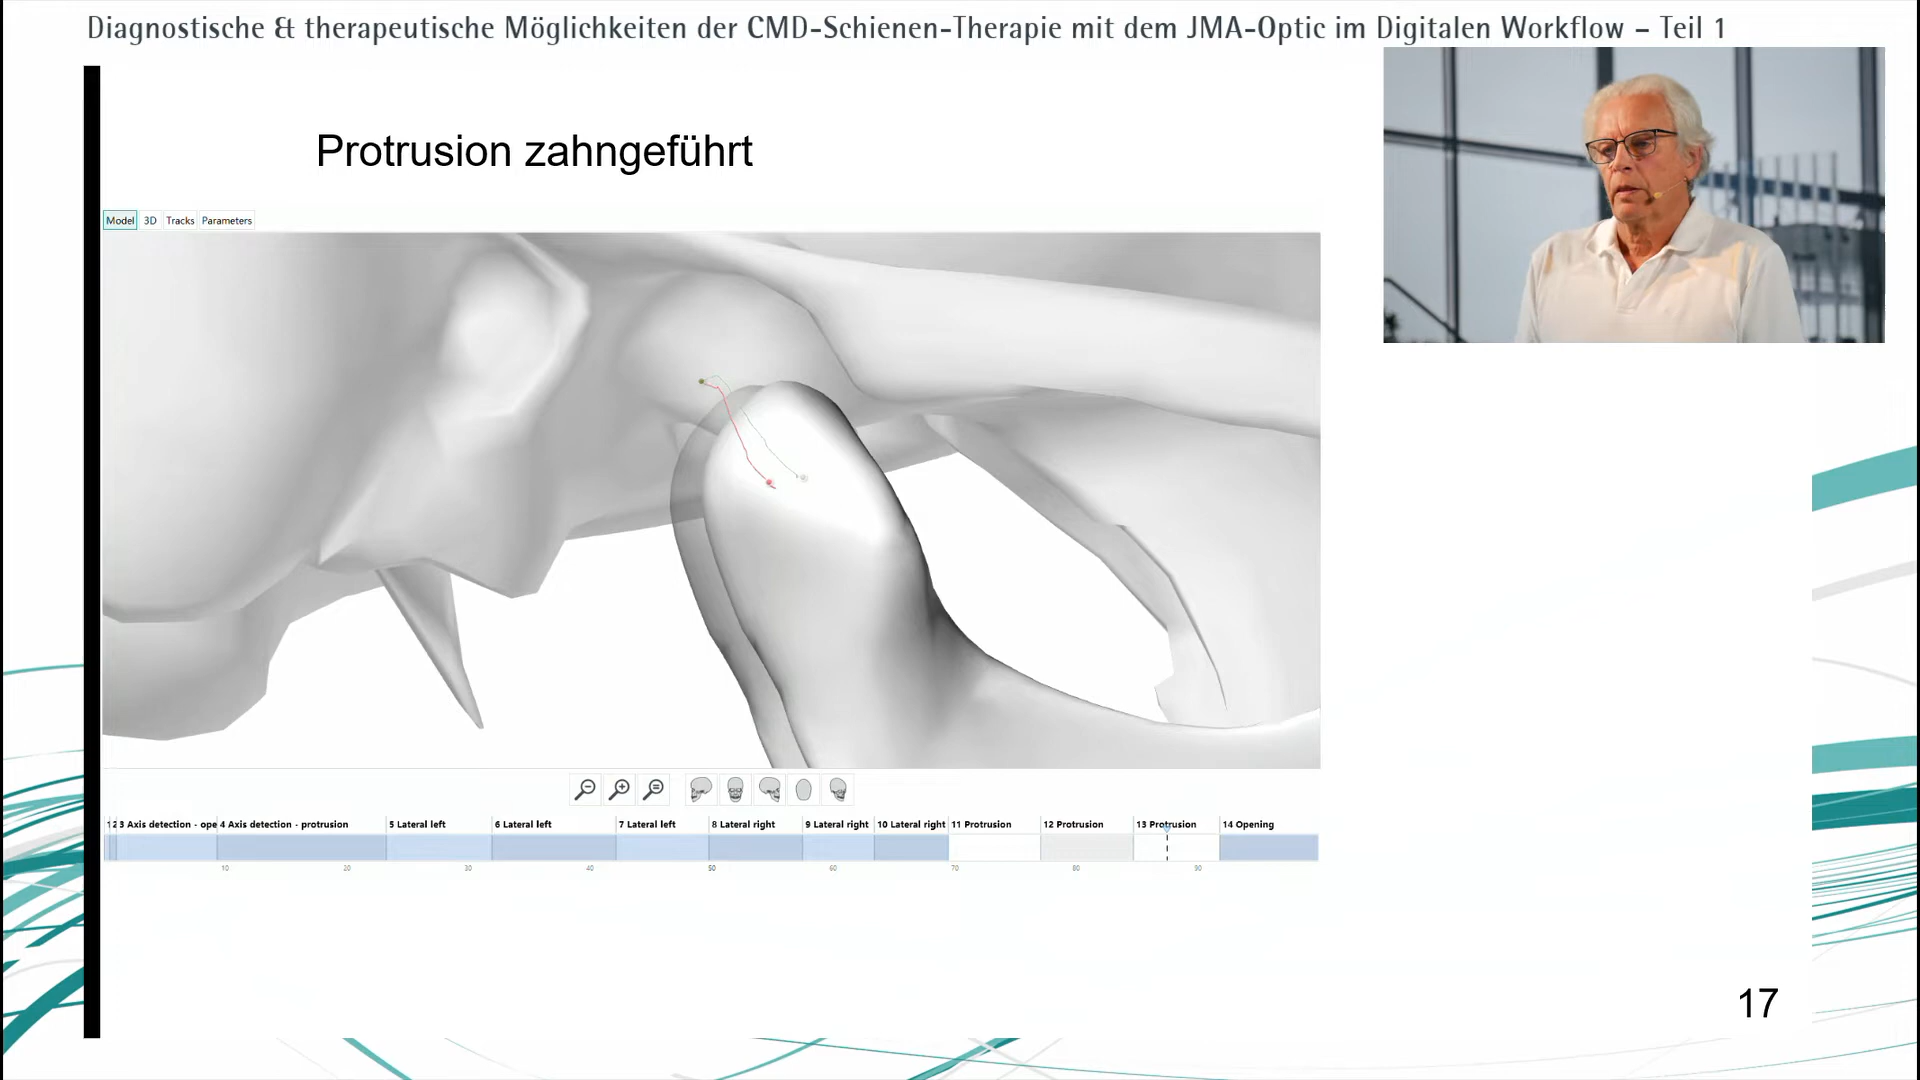 Diagnostische & therapeutische Möglichkeiten der CMD-Schienen-Therapie mit dem JMA-Optic im Digitalen Workflow – Teil 1
Protrusion zahngeführt
Model 3D Tracks Parameters
1 2 3 Axis detection - ope 4 Axis detection - protrusion 5 Lateral left 6 Lateral left 7 Lateral left 8 Lateral right 9 Lateral right 10 Lateral right 11 Protrusion 12 Protrusion 13 Protrusion 14 Opening
10 20 30 40 50 60 70 80 90
17